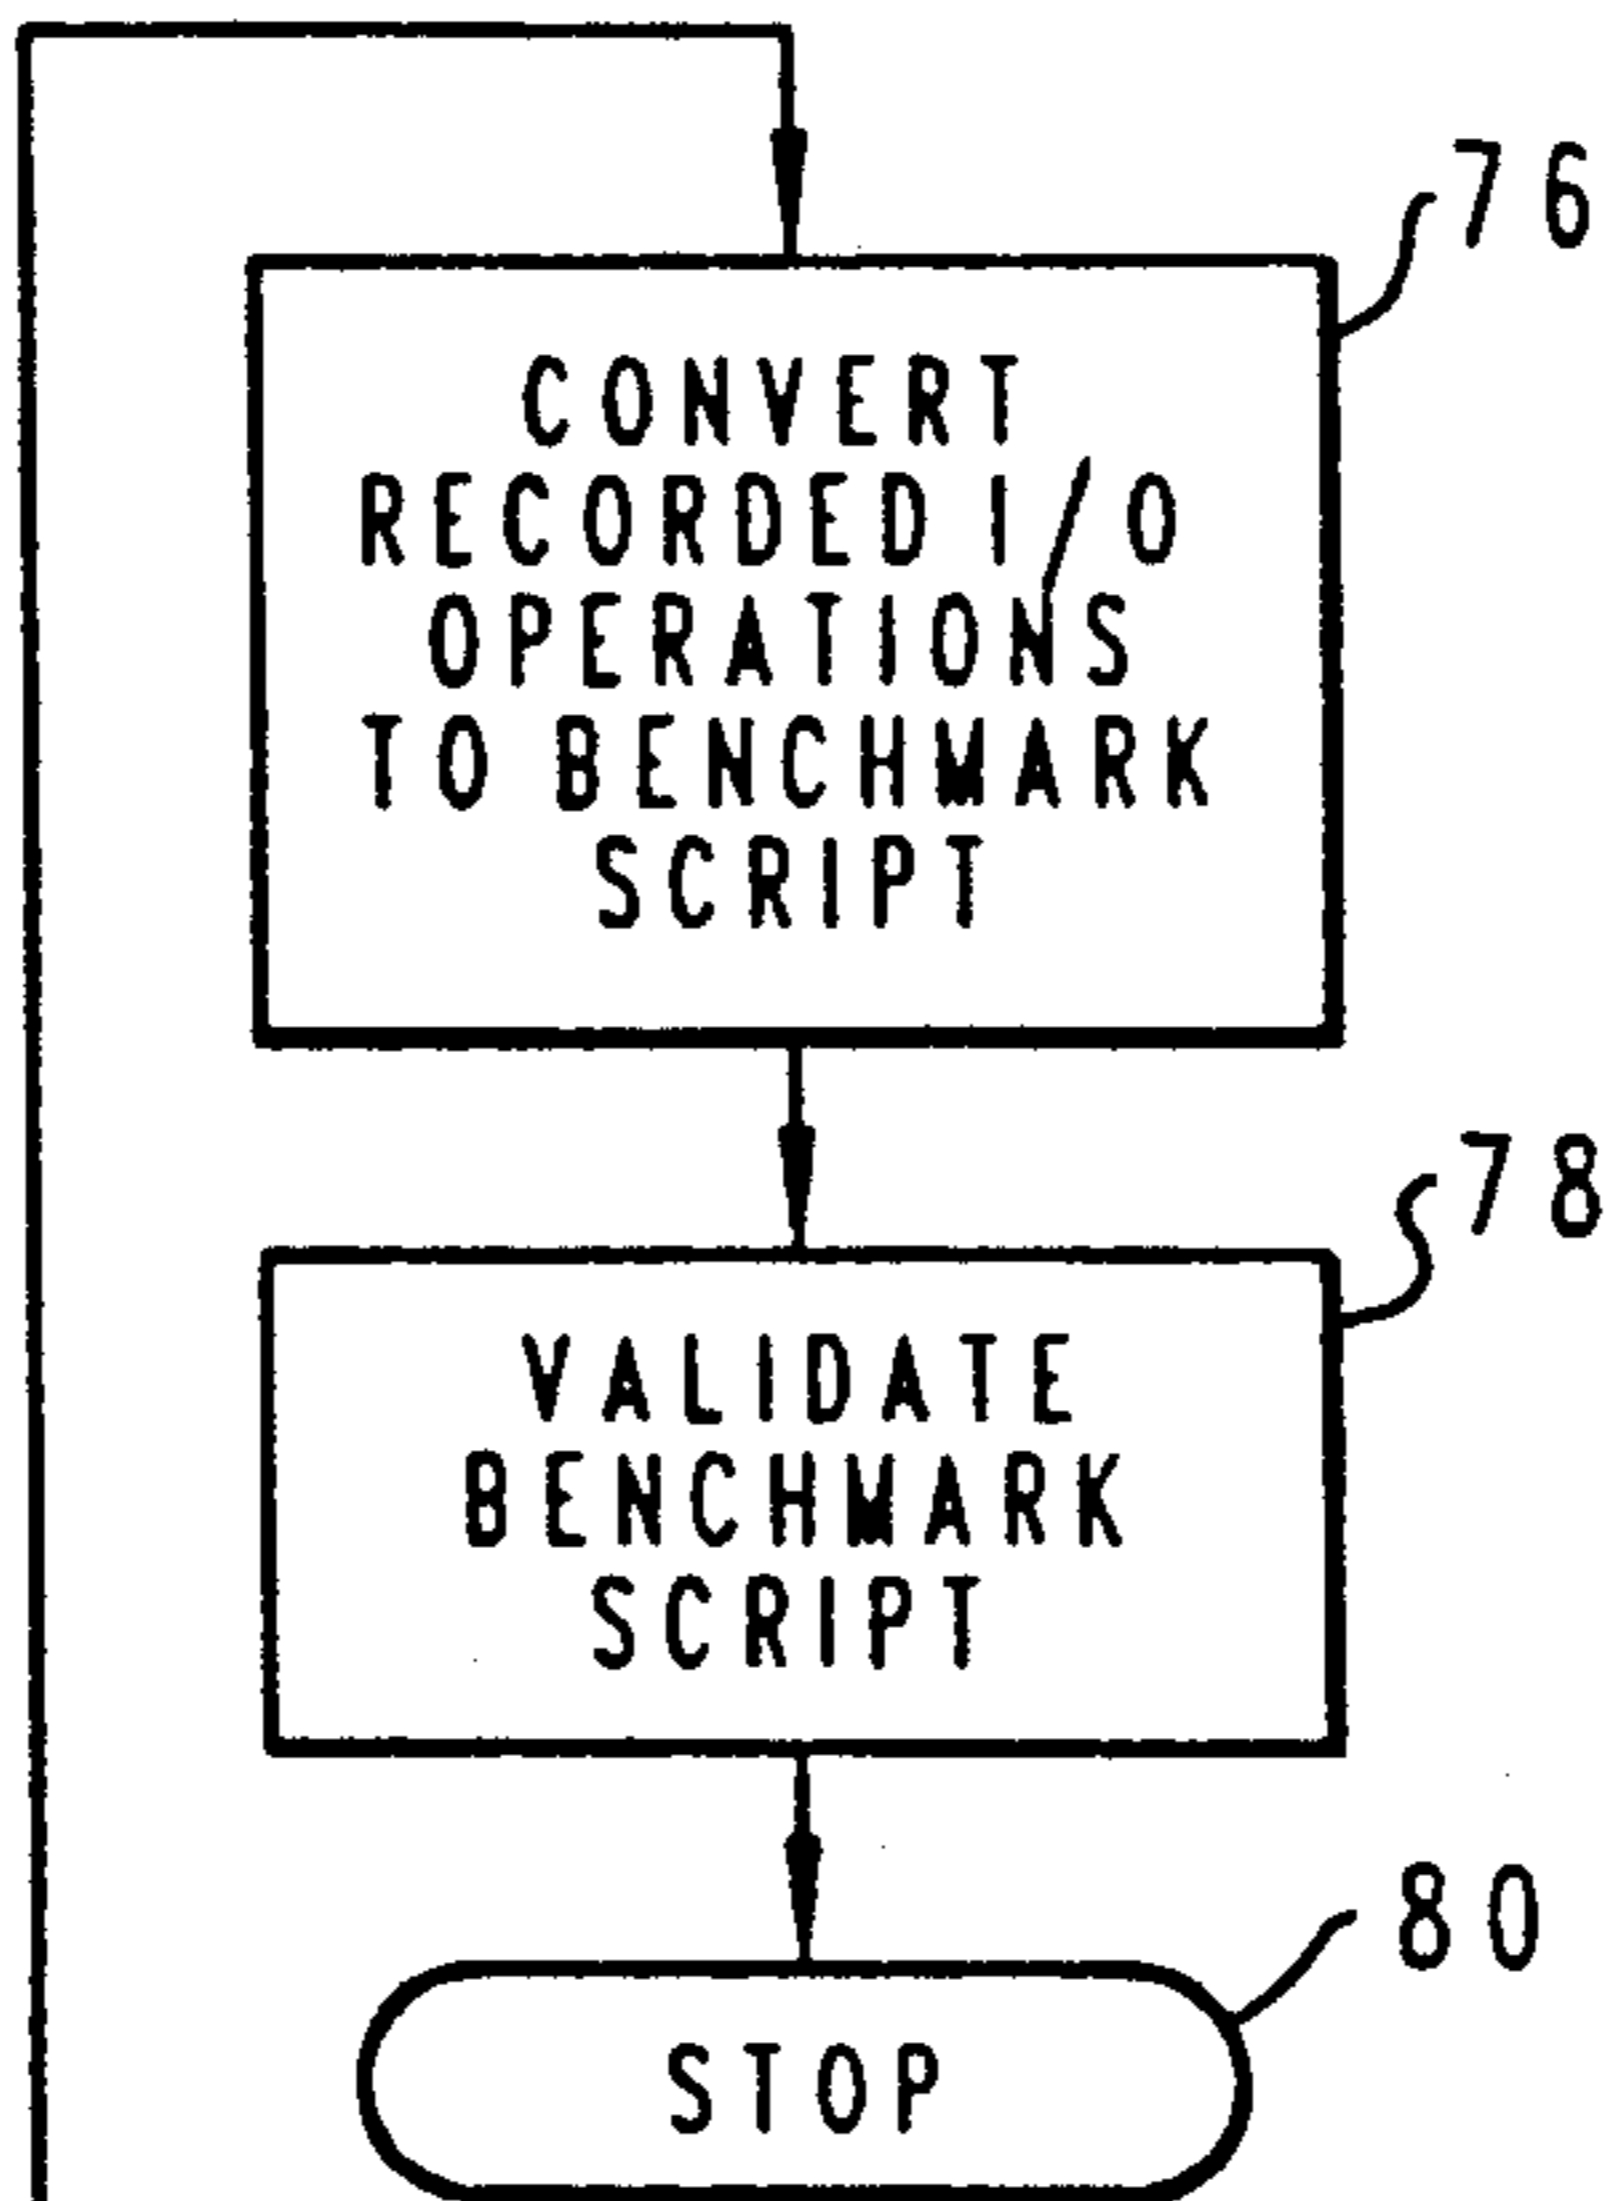 76
CONVERT
RECORDED I/O
OPERATIONS
TO BENCHMARK
SCRIPT
78
VALIDATE
BENCHMARK
SCRIPT
80
STOP